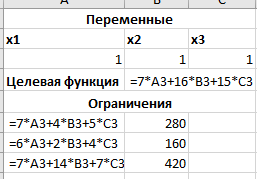 A B C
Переменные
x1 x2 x3
1 1 1
Целевая функция =7*A3+16*B3+15*C3
Ограничения
=7*A3+4*B3+5*C3 280
=6*A3+2*B3+4*C3 160
=7*A3+14*B3+7*C3 420